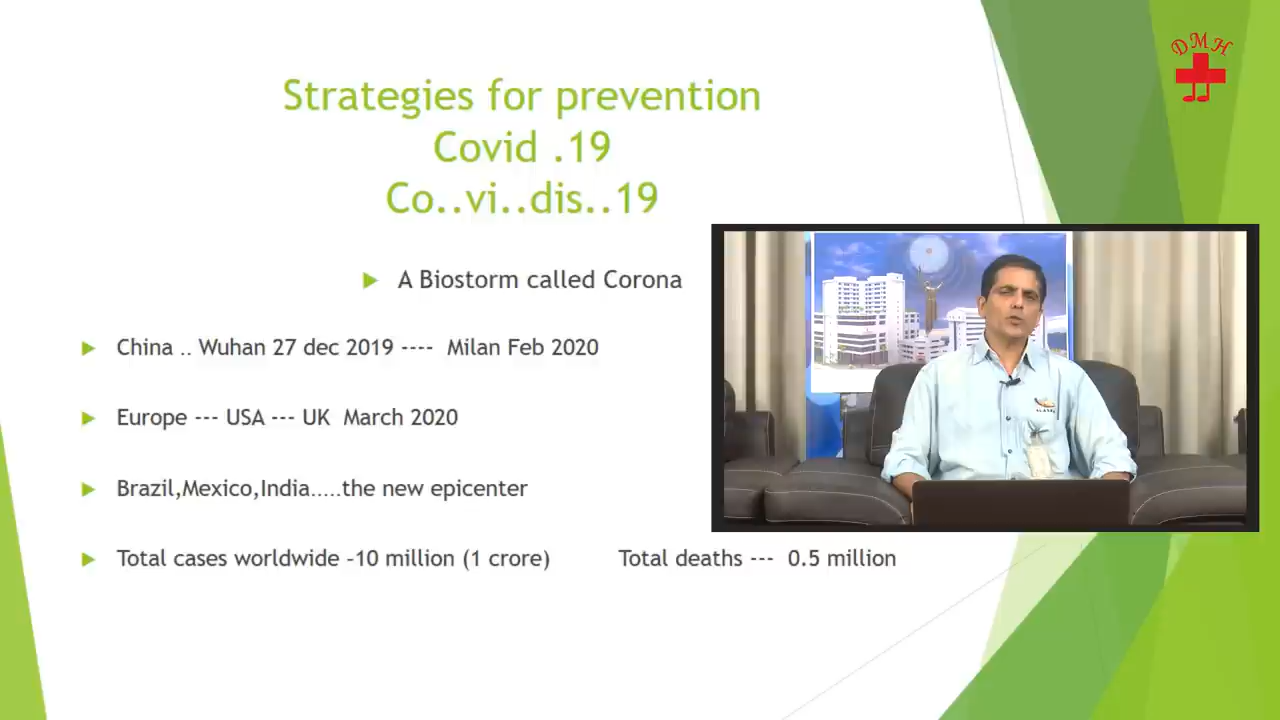 DMH
Strategies for prevention
Covid .19
Co..vi..dis..19
A Biostorm called Corona
China .. Wuhan 27 dec 2019 ---- Milan Feb 2020
Europe --- USA --- UK March 2020
Brazil,Mexico,India.....the new epicenter
Total cases worldwide -10 million (1 crore) Total deaths --- 0.5 million